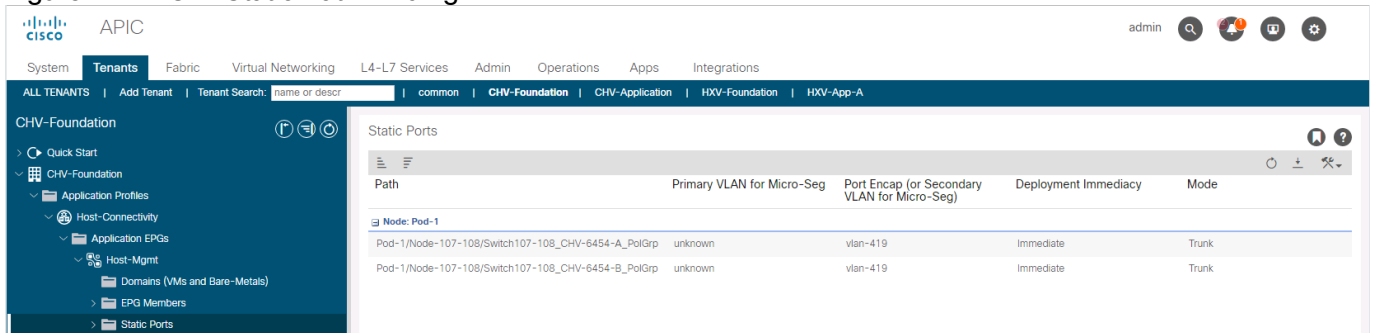 CISCO
APIC
admin
1
System Tenants Fabric Virtual Networking L4-L7 Services Admin Operations Apps Integrations
ALL TENANTS | Add Tenant | Tenant Search: name or descr | common | CHV-Foundation | CHV-Application | HXV-Foundation | HXV-App-A
CHV-Foundation
Quick Start
CHV-Foundation
Application Profiles
Host-Connectivity
Application EPGs
Host-Mgmt
Domains (VMs and Bare-Metals)
EPG Members
Static Ports
Static Ports
Path Primary VLAN for Micro-Seg Port Encap (or Secondary Deployment Immediacy Mode
VLAN for Micro-Seg)
Node: Pod-1
Pod-1/Node-107-108/Switch107-108_CHV-6454-A_PolGrp unknown vlan-419 Immediate Trunk
Pod-1/Node-107-108/Switch107-108_CHV-6454-B_PolGrp unknown vlan-419 Immediate Trunk